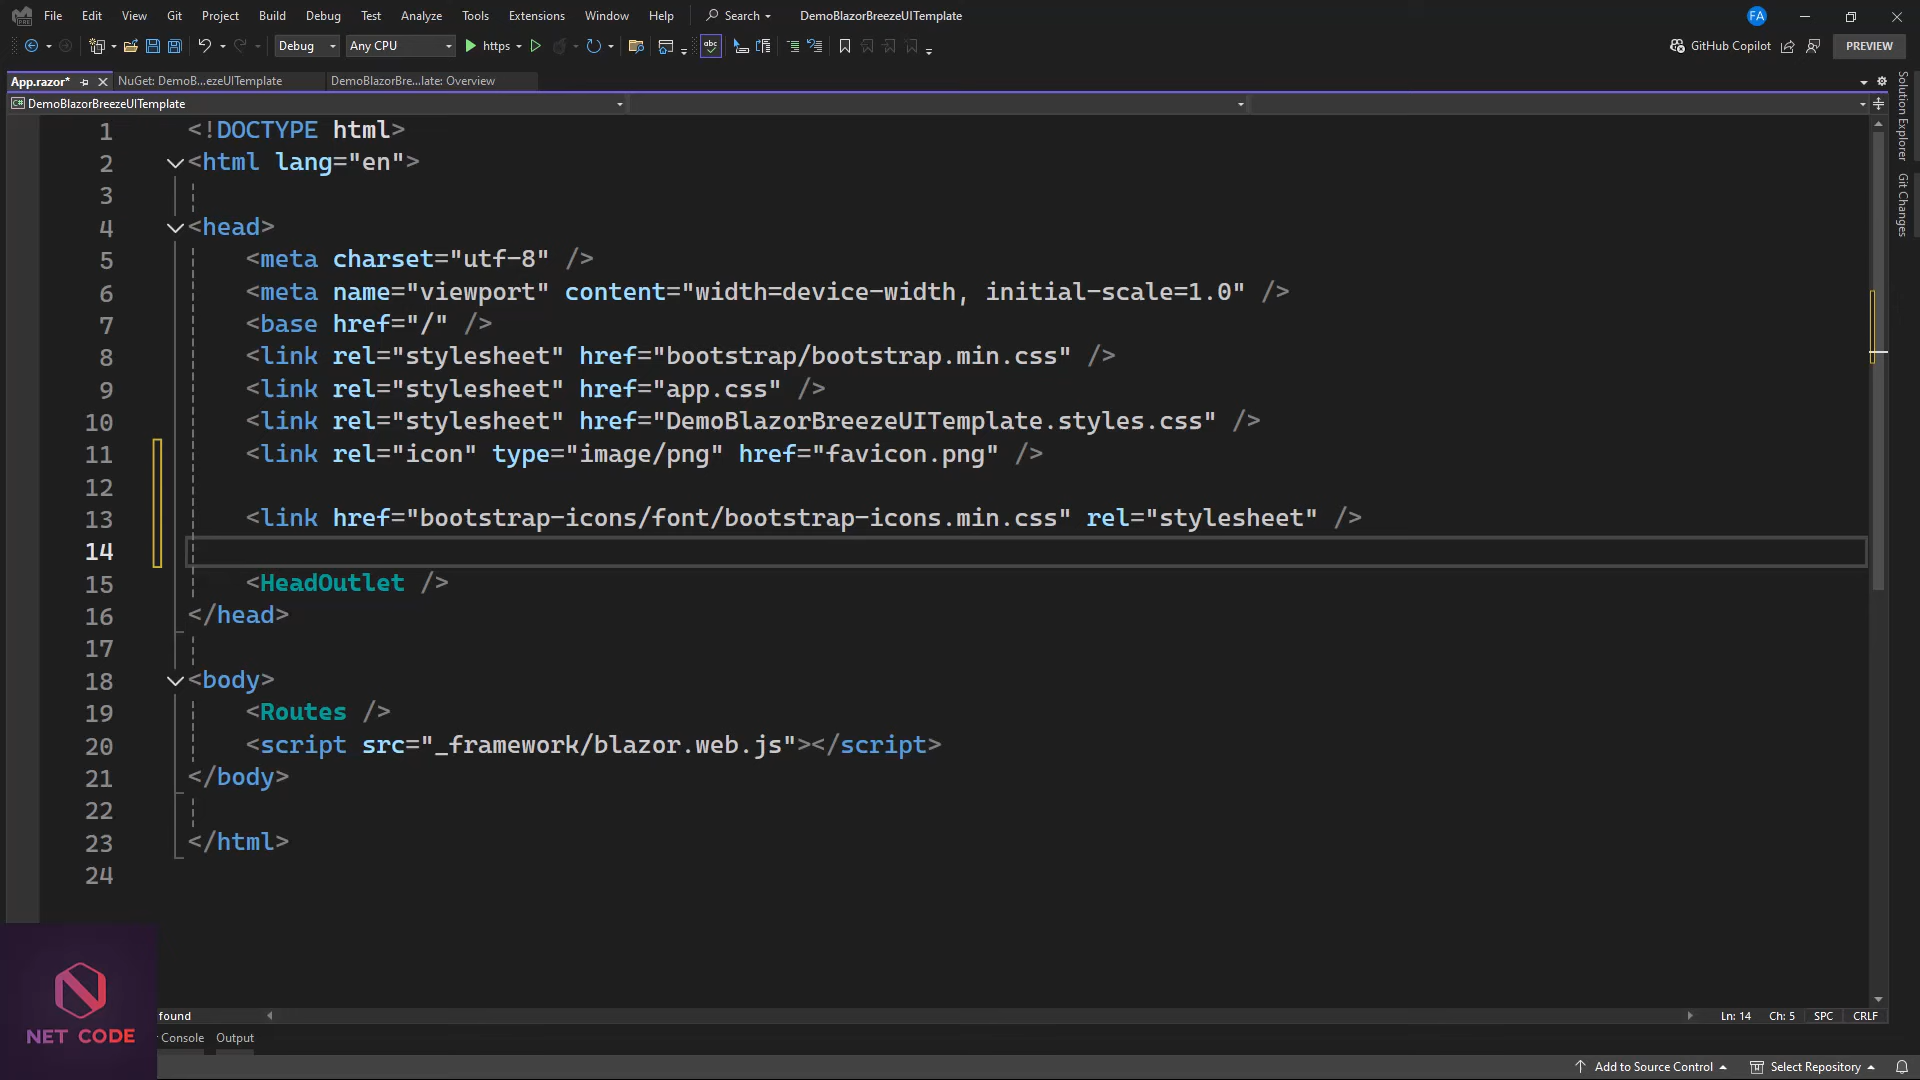 File Edit View Git Project Build Debug Test Analyze Tools Extensions Window Help Search DemoBlazorBreezeUITemplate FA
Debug Any CPU https abc GitHub Copilot PREVIEW
App.razor* NuGet: DemoB...ezeUITemplate DemoBlazorBre...late: Overview
C# DemoBlazorBreezeUITemplate
1 <!DOCTYPE html>
2 <html lang="en">
3
4 <head>
5 <meta charset="utf-8" />
6 <meta name="viewport" content="width=device-width, initial-scale=1.0" />
7 <base href="/" />
8 <link rel="stylesheet" href="bootstrap/bootstrap.min.css" />
9 <link rel="stylesheet" href="app.css" />
10 <link rel="stylesheet" href="DemoBlazorBreezeUITemplate.styles.css" />
11 <link rel="icon" type="image/png" href="favicon.png" />
12
13 <link href="bootstrap-icons/font/bootstrap-icons.min.css" rel="stylesheet" />
14
15 <HeadOutlet />
16 </head>
17
18 <body>
19 <Routes />
20 <script src="_framework/blazor.web.js"></script>
21 </body>
22
23 </html>
24
Solution Explorer
Git Changes
found Ln: 14 Ch: 5 SPC CRLF
Console Output
NET CODE
Add to Source Control Select Repository